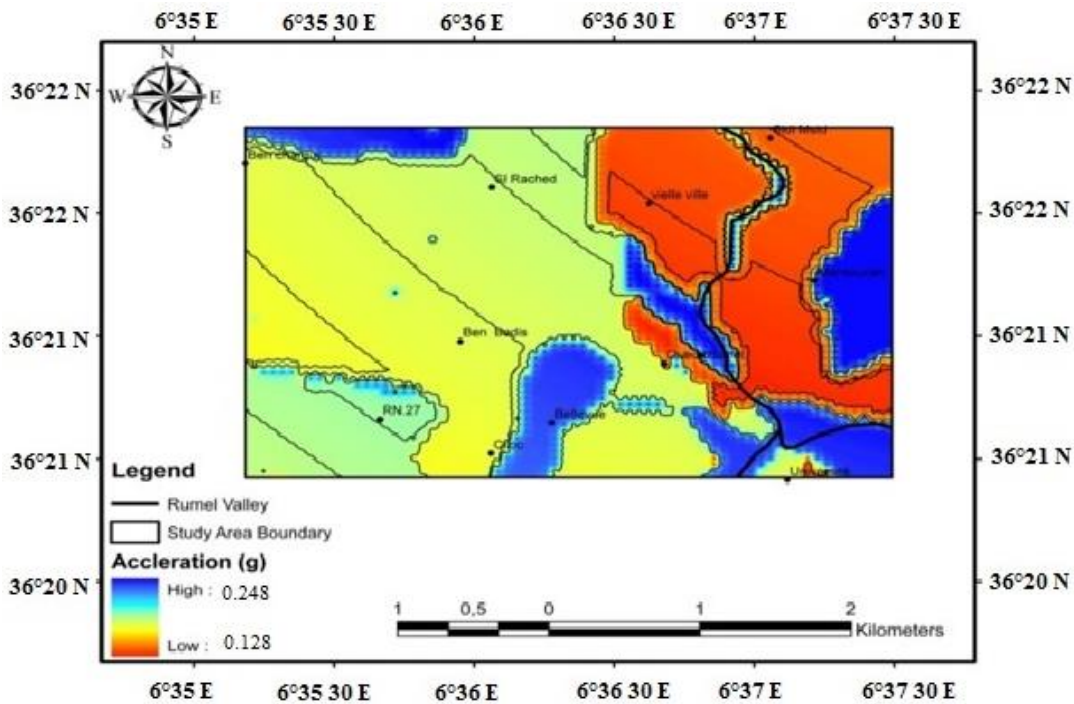 6°35 E 6°35 30 E 6°36 E 6°36 30 E 6°37 E 6°37 30 E
N
W E
S
36°22 N 36°22 N
Sidi Msid
Ben
SI Rached
Vielle Ville
36°22 N 36°22 N
36°21 N 36°21 N
Ben Badis
RN 27
Bellevue
36°21 N 36°21 N
Legend
Rumel Valley
Study Area Boundary
Accleration (g)
High : 0.248
Low : 0.128
36°20 N 36°20 N
1 0,5 0 1 2
Kilometers
6°35 E 6°35 30 E 6°36 E 6°36 30 E 6°37 E 6°37 30 E